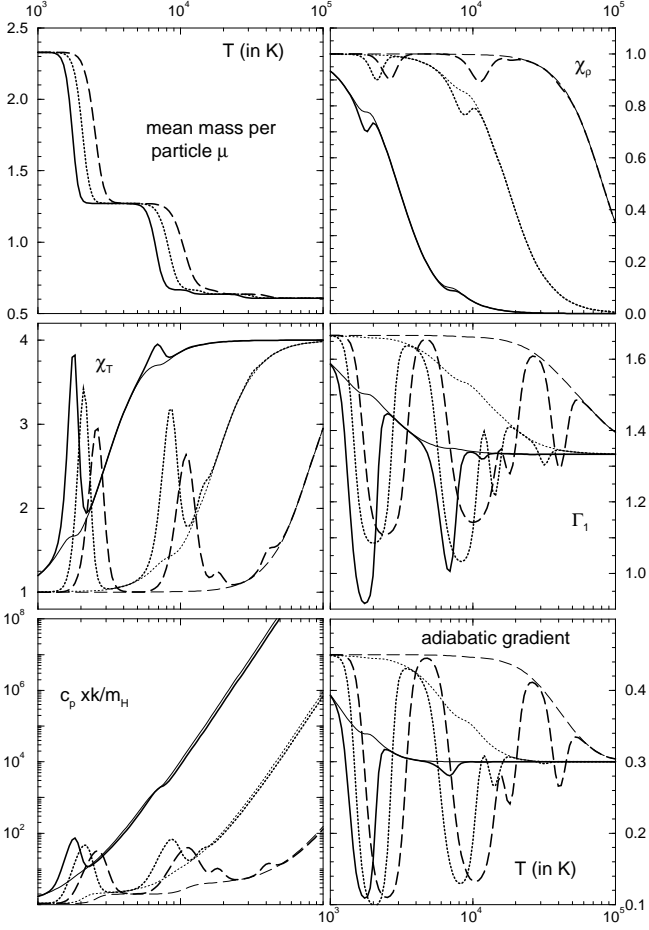 10³ 10⁴ 10⁵ 10³ 10⁴ 10⁵
2.5
2.0
1.5
1.0
0.5
T (in K)
mean mass per
particle μ
χρ
1.0
0.8
0.6
0.4
0.2
0.0
4
3
2
1
χT
1.6
1.4
1.2
1.0
Γ1
10⁸
10⁶
10⁴
10²
cp xk/mH
10³ 10⁴
adiabatic gradient
0.4
0.3
0.2
0.1
T (in K)
10³ 10⁴ 10⁵